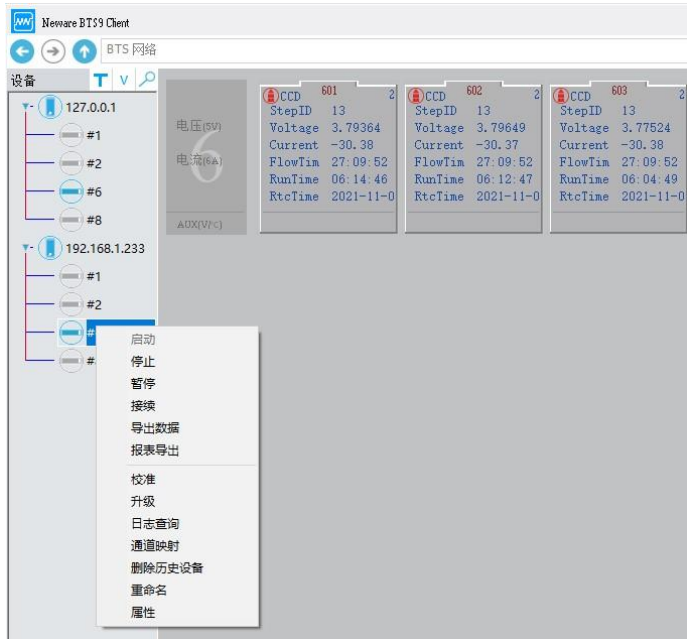 Neware BTS9 Client
BTS 网络
设备 T V
127.0.0.1
#1
#2
#6
#8
192.168.1.233
#1
#2
#
#
启动
停止
暂停
接续
导出数据
报表导出
校准
升级
日志查询
通道映射
删除历史设备
重命名
属性
6
电压(5V)
电流(6A)
AUX(V/℃)
601
CCD 2
StepID 13
Voltage 3.79364
Current -30.38
FlowTim 27:09:52
RunTime 06:14:46
RtcTime 2021-11-0
602
CCD 2
StepID 13
Voltage 3.79649
Current -30.37
FlowTim 27:09:52
RunTime 06:12:47
RtcTime 2021-11-0
603
CCD 2
StepID 13
Voltage 3.77524
Current -30.38
FlowTim 27:09:52
RunTime 06:04:49
RtcTime 2021-11-0